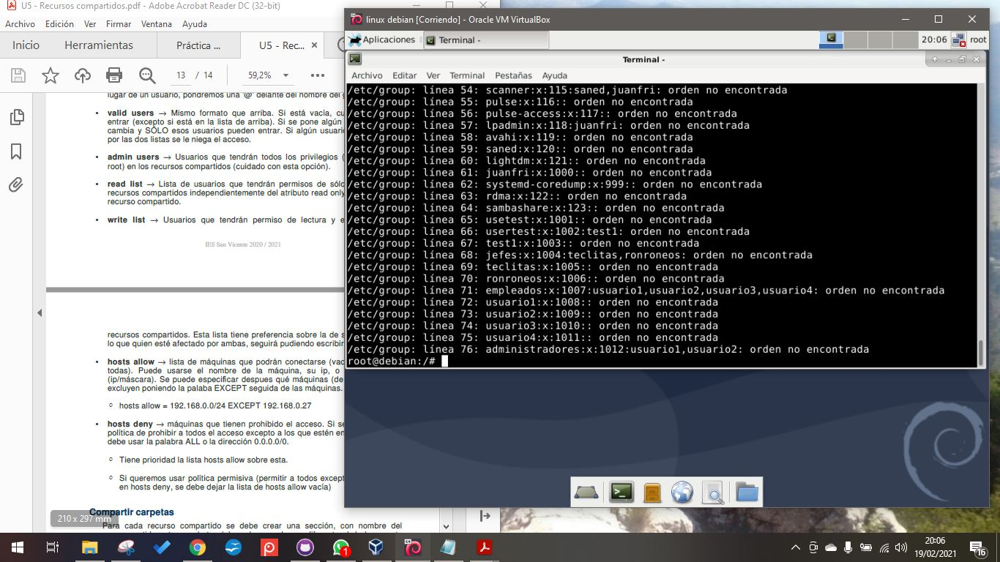 U5 - Recursos compartidos.pdf - Adobe Acrobat Reader DC (32-bit)
Archivo Edición Ver Firmar Ventana Ayuda
Inicio Herramientas Práctica ... U5 - Rec...
13 / 14 59,2%
lugar de un usuario, pondremos una '@' delante del nombre del
• valid users → Mismo formato que arriba. Si está vacía,
entrar (excepto si está en la lista de arriba). Si se pone algún
cambia y SÓLO esos usuarios pueden entrar. Si algún
por las dos listas se le niega el acceso.
• admin users → Usuarios que tendrán todos los privilegios (
root) en los recursos compartidos (cuidado con esta opción).
• read list → Lista de usuarios que tendrán permisos de
recursos compartidos independientemente del atributo read only
recurso compartido.
• write list → Usuarios que tendrán permiso de lectura y e
IES San Vicente 2020 / 2021
recursos compartidos. Esta lista tiene preferencia sobre la de s
lo que quien esté afectado por ambas, seguirá pudiendo escribir
• hosts allow → lista de máquinas que podrán conectarse (vac
todas). Puede usarse el nombre de la máquina, su ip, o
(ip/máscara). Se puede especificar despues qué máquinas (de
excluyen poniendo la palaba EXCEPT seguida de las máquinas.
hosts allow = 192.168.0.0/24 EXCEPT 192.168.0.27
• hosts deny → máquinas que tienen prohibido el acceso. Si se
política de prohibir a todos el acceso excepto a los que estén en
debe usar la palabra ALL o la dirección 0.0.0.0/0.
Tiene prioridad la lista hosts allow sobre esta.
Si queremos usar política permisiva (permitir a todos except
en hosts deny, se debe dejar la lista de hosts allow vacía)
Compartir carpetas
210 x 297 mm
Para cada recurso compartido se debe crear una sección, con nombre del
linux debian [Corriendo] - Oracle VM VirtualBox
Aplicaciones Terminal - 20:06 root
Terminal -
Archivo Editar Ver Terminal Pestañas Ayuda
/etc/group: línea 54: scanner:x:115:saned,juanfri: orden no encontrada
/etc/group: línea 55: pulse:x:116:: orden no encontrada
/etc/group: línea 56: pulse-access:x:117:: orden no encontrada
/etc/group: línea 57: lpadmin:x:118:juanfri: orden no encontrada
/etc/group: línea 58: avahi:x:119:: orden no encontrada
/etc/group: línea 59: saned:x:120:: orden no encontrada
/etc/group: línea 60: lightdm:x:121:: orden no encontrada
/etc/group: línea 61: juanfri:x:1000:: orden no encontrada
/etc/group: línea 62: systemd-coredump:x:999:: orden no encontrada
/etc/group: línea 63: rdma:x:122:: orden no encontrada
/etc/group: línea 64: sambashare:x:123:: orden no encontrada
/etc/group: línea 65: usetest:x:1001:: orden no encontrada
/etc/group: línea 66: usertest:x:1002:test1: orden no encontrada
/etc/group: línea 67: test1:x:1003:: orden no encontrada
/etc/group: línea 68: jefes:x:1004:teclitas,ronroneos: orden no encontrada
/etc/group: línea 69: teclitas:x:1005:: orden no encontrada
/etc/group: línea 70: ronroneos:x:1006:: orden no encontrada
/etc/group: línea 71: empleados:x:1007:usuario1,usuario2,usuario3,usuario4: orden no encontrada
/etc/group: línea 72: usuario1:x:1008:: orden no encontrada
/etc/group: línea 73: usuario2:x:1009:: orden no encontrada
/etc/group: línea 74: usuario3:x:1010:: orden no encontrada
/etc/group: línea 75: usuario4:x:1011:: orden no encontrada
/etc/group: línea 76: administradores:x:1012:usuario1,usuario2: orden no encontrada
root@debian:/#
20:06
19/02/2021
1
16